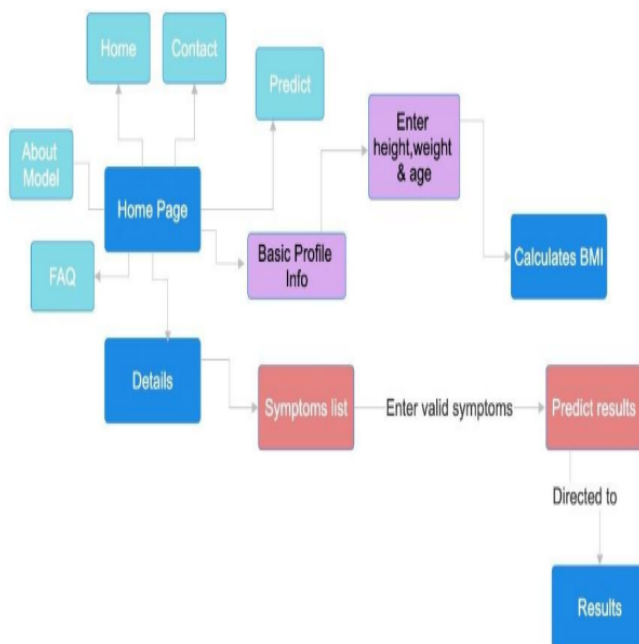 Home
Contact
Predict
About
Model
Enter
height,weight
& age
Home Page
Basic Profile
Info
Calculates BMI
FAQ
Details
Symptoms list
Enter valid symptoms
Predict results
Directed to
Results